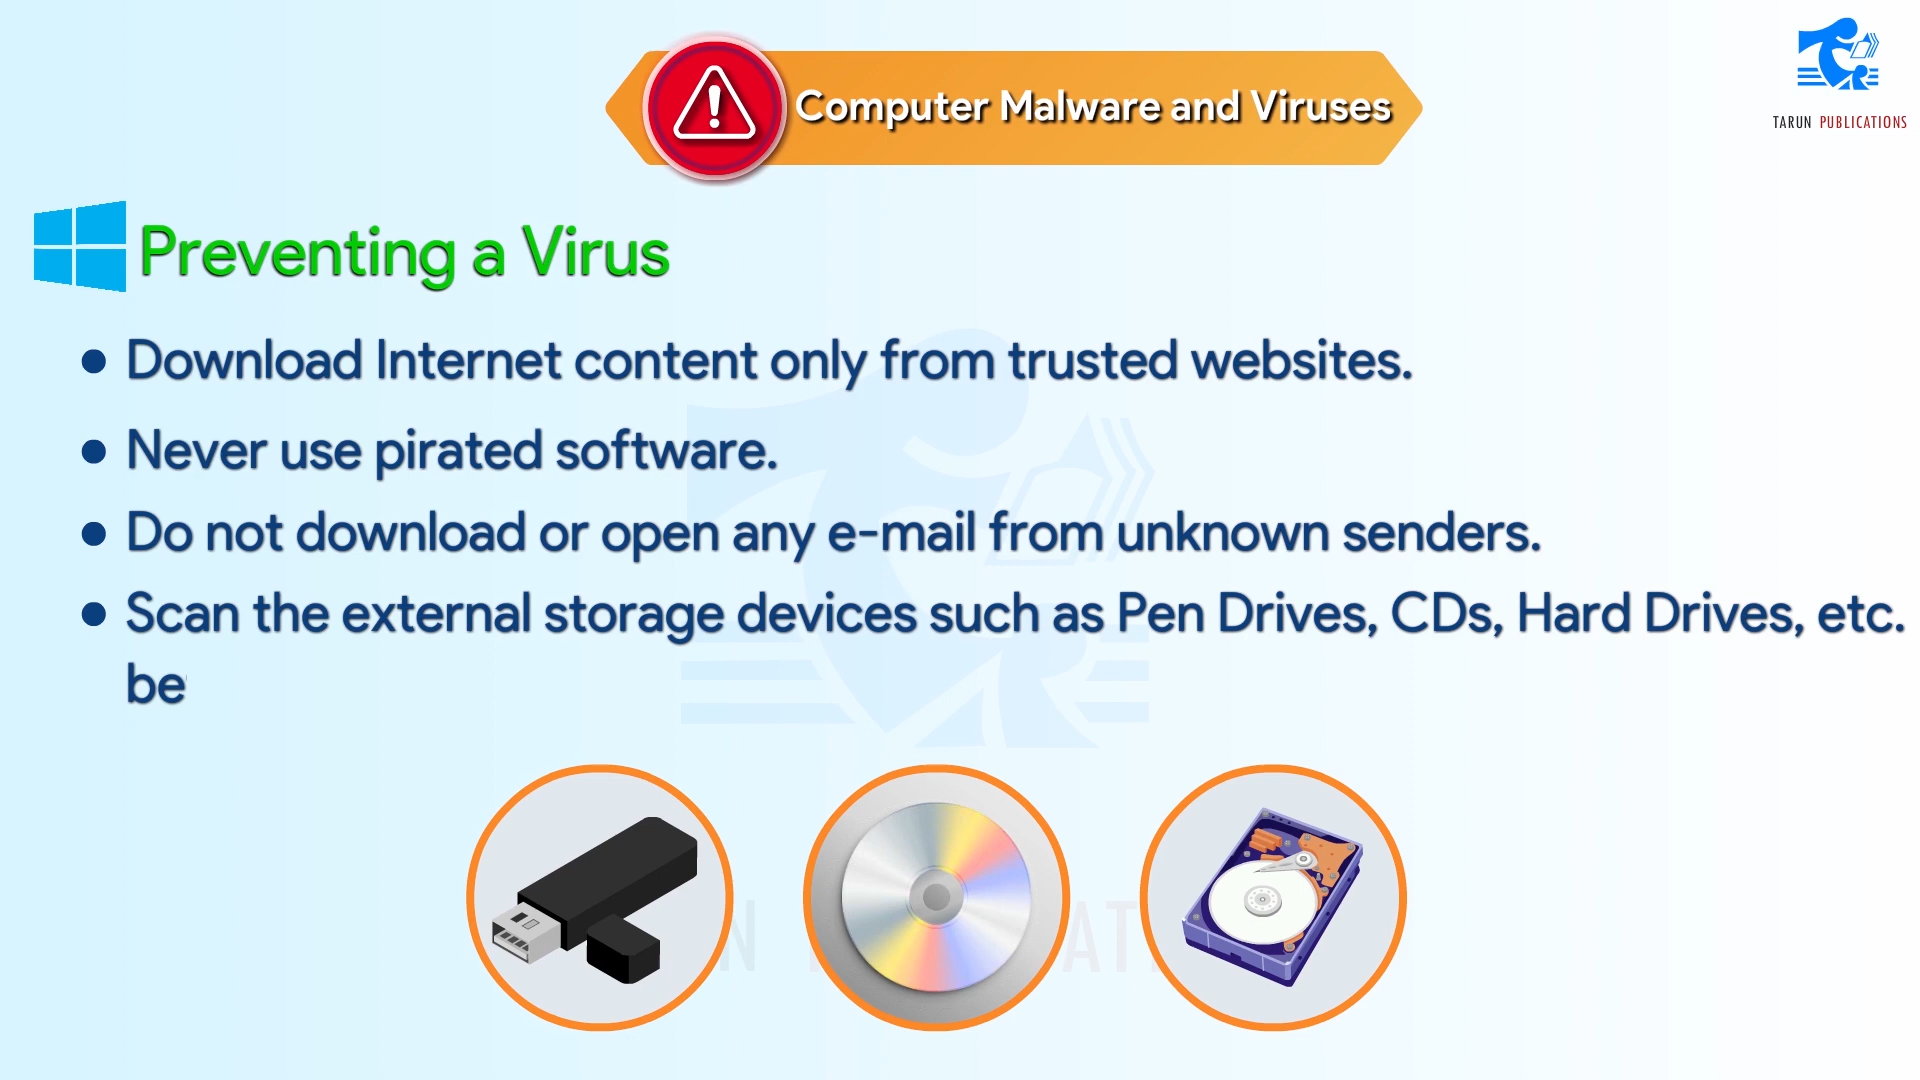 Computer Malware and Viruses
TARUN PUBLICATIONS
Preventing a Virus
Download Internet content only from trusted websites.
Never use pirated software.
Do not download or open any e-mail from unknown senders.
Scan the external storage devices such as Pen Drives, CDs, Hard Drives, etc.
be